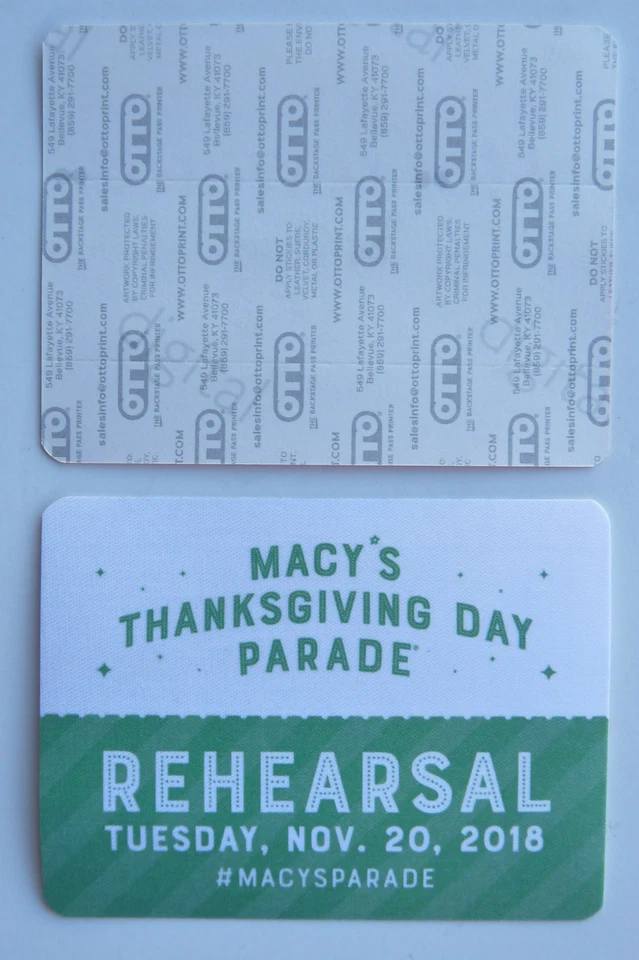 549 Lafayette Avenue
Bellevue, KY 41073
(859) 291-7700
OTTO®
THE BACKSTAGE PASS PRINTER
salesinfo@ottoprint.com
ARTWORK PROTECTED
BY COPYRIGHT LAWS.
CRIMINAL PENALTIES
FOR INFRINGEMENT
WWW.OTTOPRINT.COM
DO NOT
APPLY STICKIES TO:
LEATHER, SUEDE,
VELVET, CORDUROY,
METAL OR PLASTIC
digital
MACY'S
THANKSGIVING DAY
PARADE®
REHEARSAL
TUESDAY, NOV. 20, 2018
#MACYSPARADE